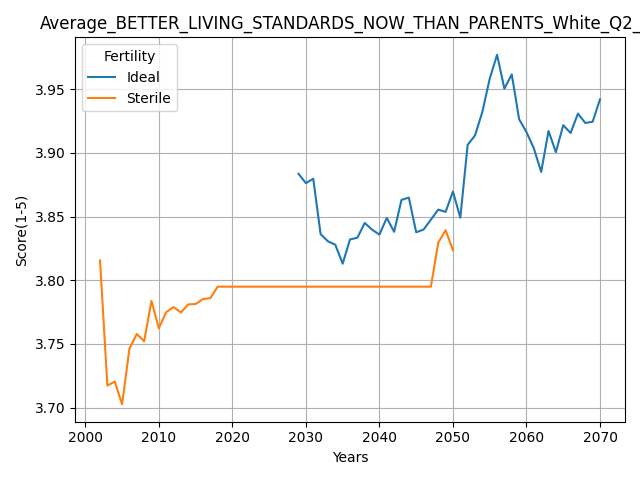 Average_BETTER_LIVING_STANDARDS_NOW_THAN_PARENTS_White_Q2_
Fertility
Ideal
Sterile
Score(1-5)
3.95
3.90
3.85
3.80
3.75
3.70
2000 2010 2020 2030 2040 2050 2060 2070
Years